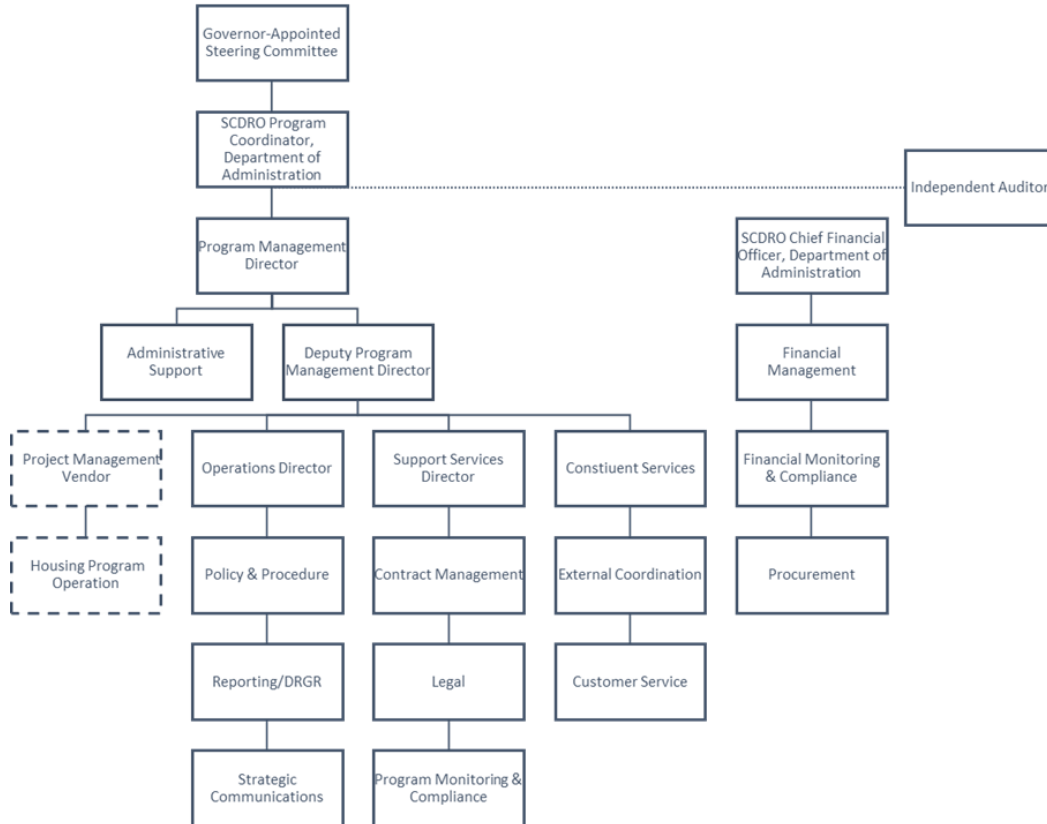 Governor-Appointed
Steering Committee
SCDRO Program
Coordinator,
Department of
Administration
Independent Auditor
Program Management
Director
SCDRO Chief Financial
Officer, Department of
Administration
Administrative
Support
Deputy Program
Management Director
Financial
Management
Project Management
Vendor
Operations Director
Support Services
Director
Constiuent Services
Financial Monitoring
& Compliance
Housing Program
Operation
Policy & Procedure
Contract Management
External Coordination
Procurement
Reporting/DRGR
Legal
Customer Service
Strategic
Communications
Program Monitoring &
Compliance